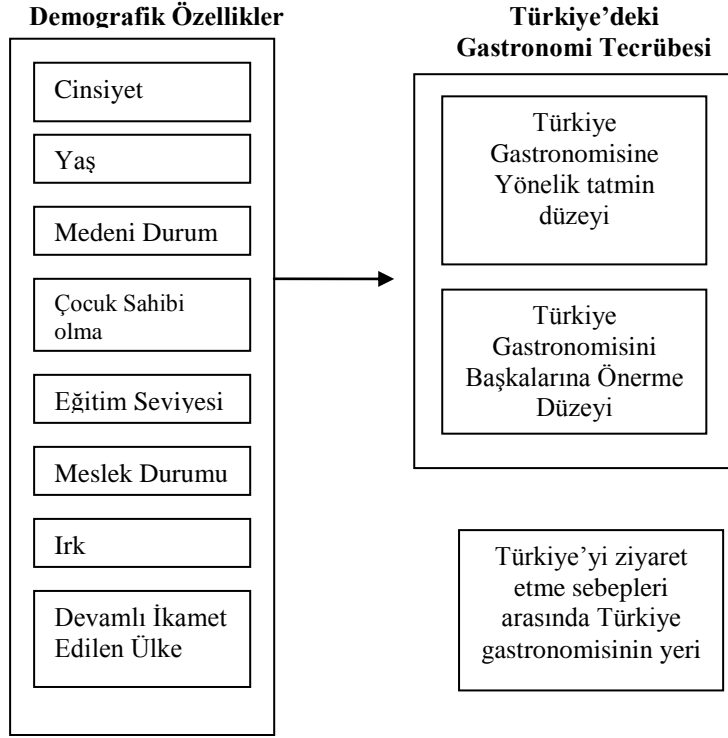 Demografik Özellikler
Cinsiyet
Yaş
Medeni Durum
Çocuk Sahibi
olma
Eğitim Seviyesi
Meslek Durumu
Irk
Devamlı İkamet
Edilen Ülke
Türkiye’deki
Gastronomi Tecrübesi
Türkiye
Gastronomisine
Yönelik tatmin
düzeyi
Türkiye
Gastronomisini
Başkalarına Önerme
Düzeyi
Türkiye’yi ziyaret
etme sebepleri
arasında Türkiye
gastronomisinin yeri